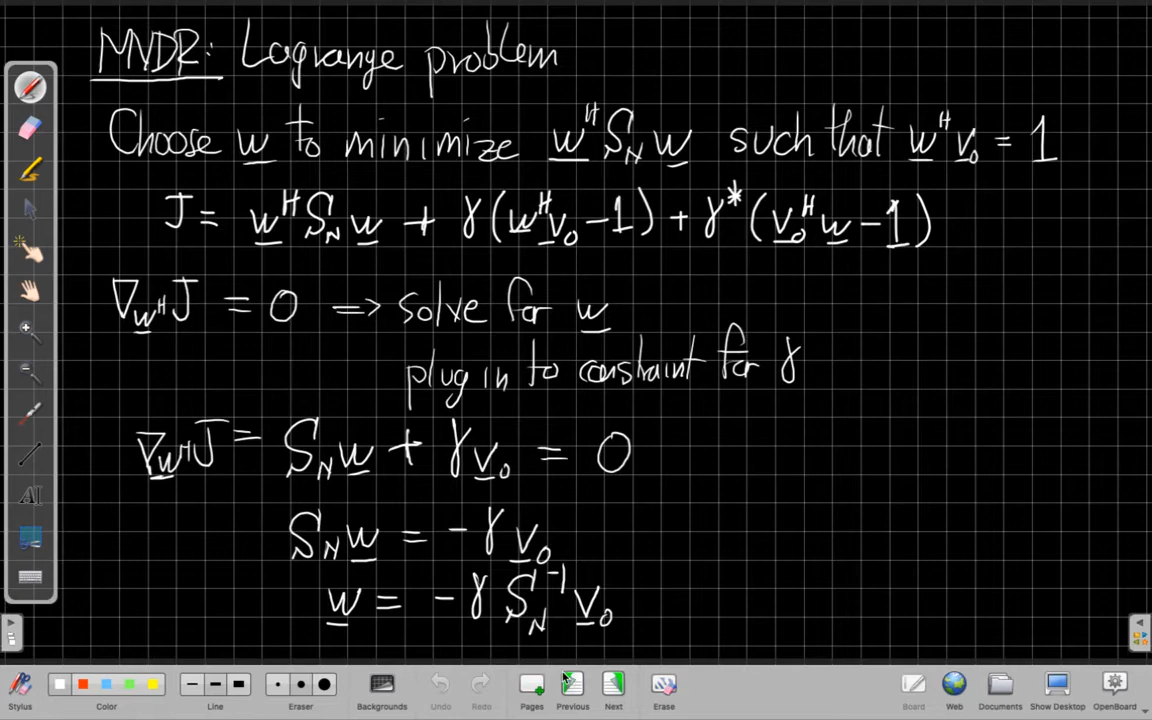 MVDR: Lagrange problem
Choose w to minimize w^H S_N w such that w^H v_0 = 1
J = w^H S_N w + γ(w^H v_0 − 1) + γ*(v_0^H w − 1)
∇_{w^H} J = 0 ⇒ solve for w
plug in to constraint for γ
∇_{w^H} J = S_N w + γ v_0 = 0
S_N w = −γ v_0
w = −γ S_N^{-1} v_0
AI
Stylus Color Line Eraser Backgrounds Undo Redo Pages Previous Next Erase Board Web Documents Show Desktop OpenBoard